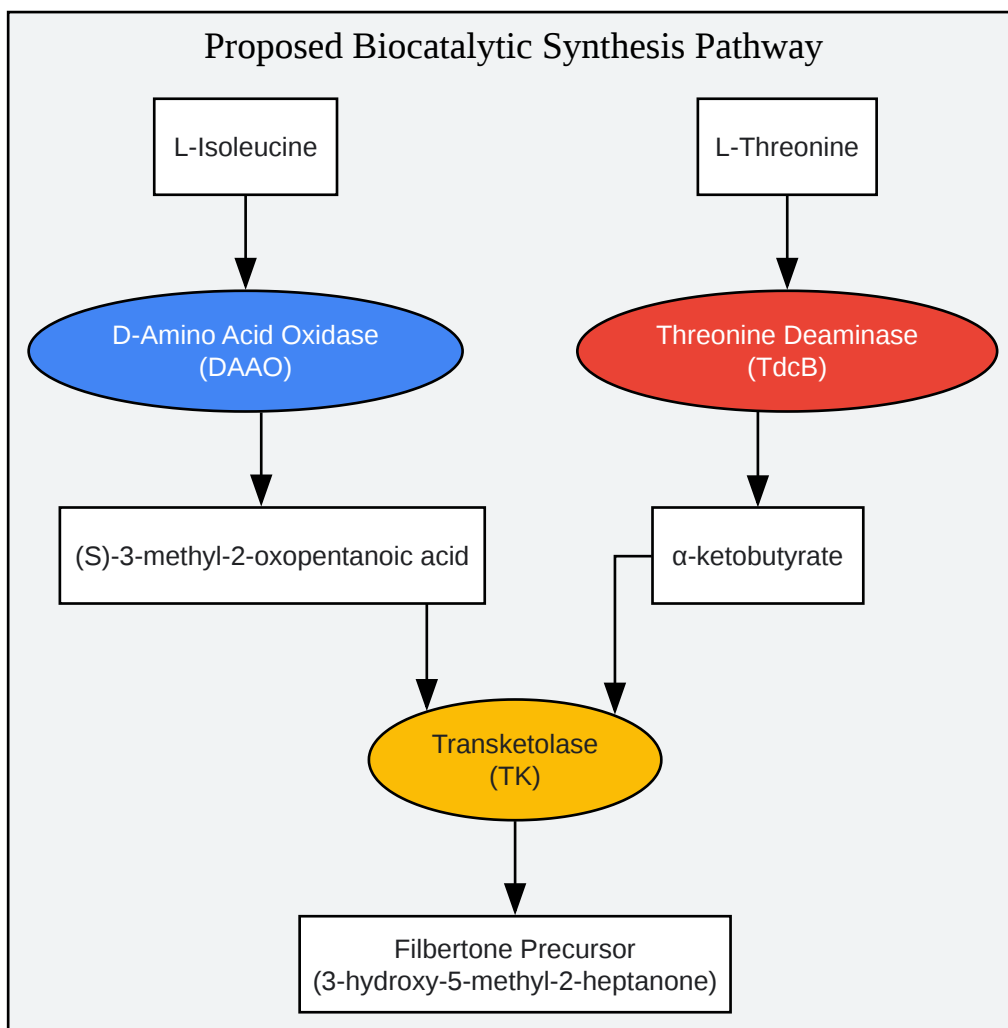 Proposed Biocatalytic Synthesis Pathway
L-Isoleucine
L-Threonine
D-Amino Acid Oxidase
(DAAO)
Threonine Deaminase
(TdcB)
(S)-3-methyl-2-oxopentanoic acid
α-ketobutyrate
Transketolase
(TK)
Filbertone Precursor
(3-hydroxy-5-methyl-2-heptanone)